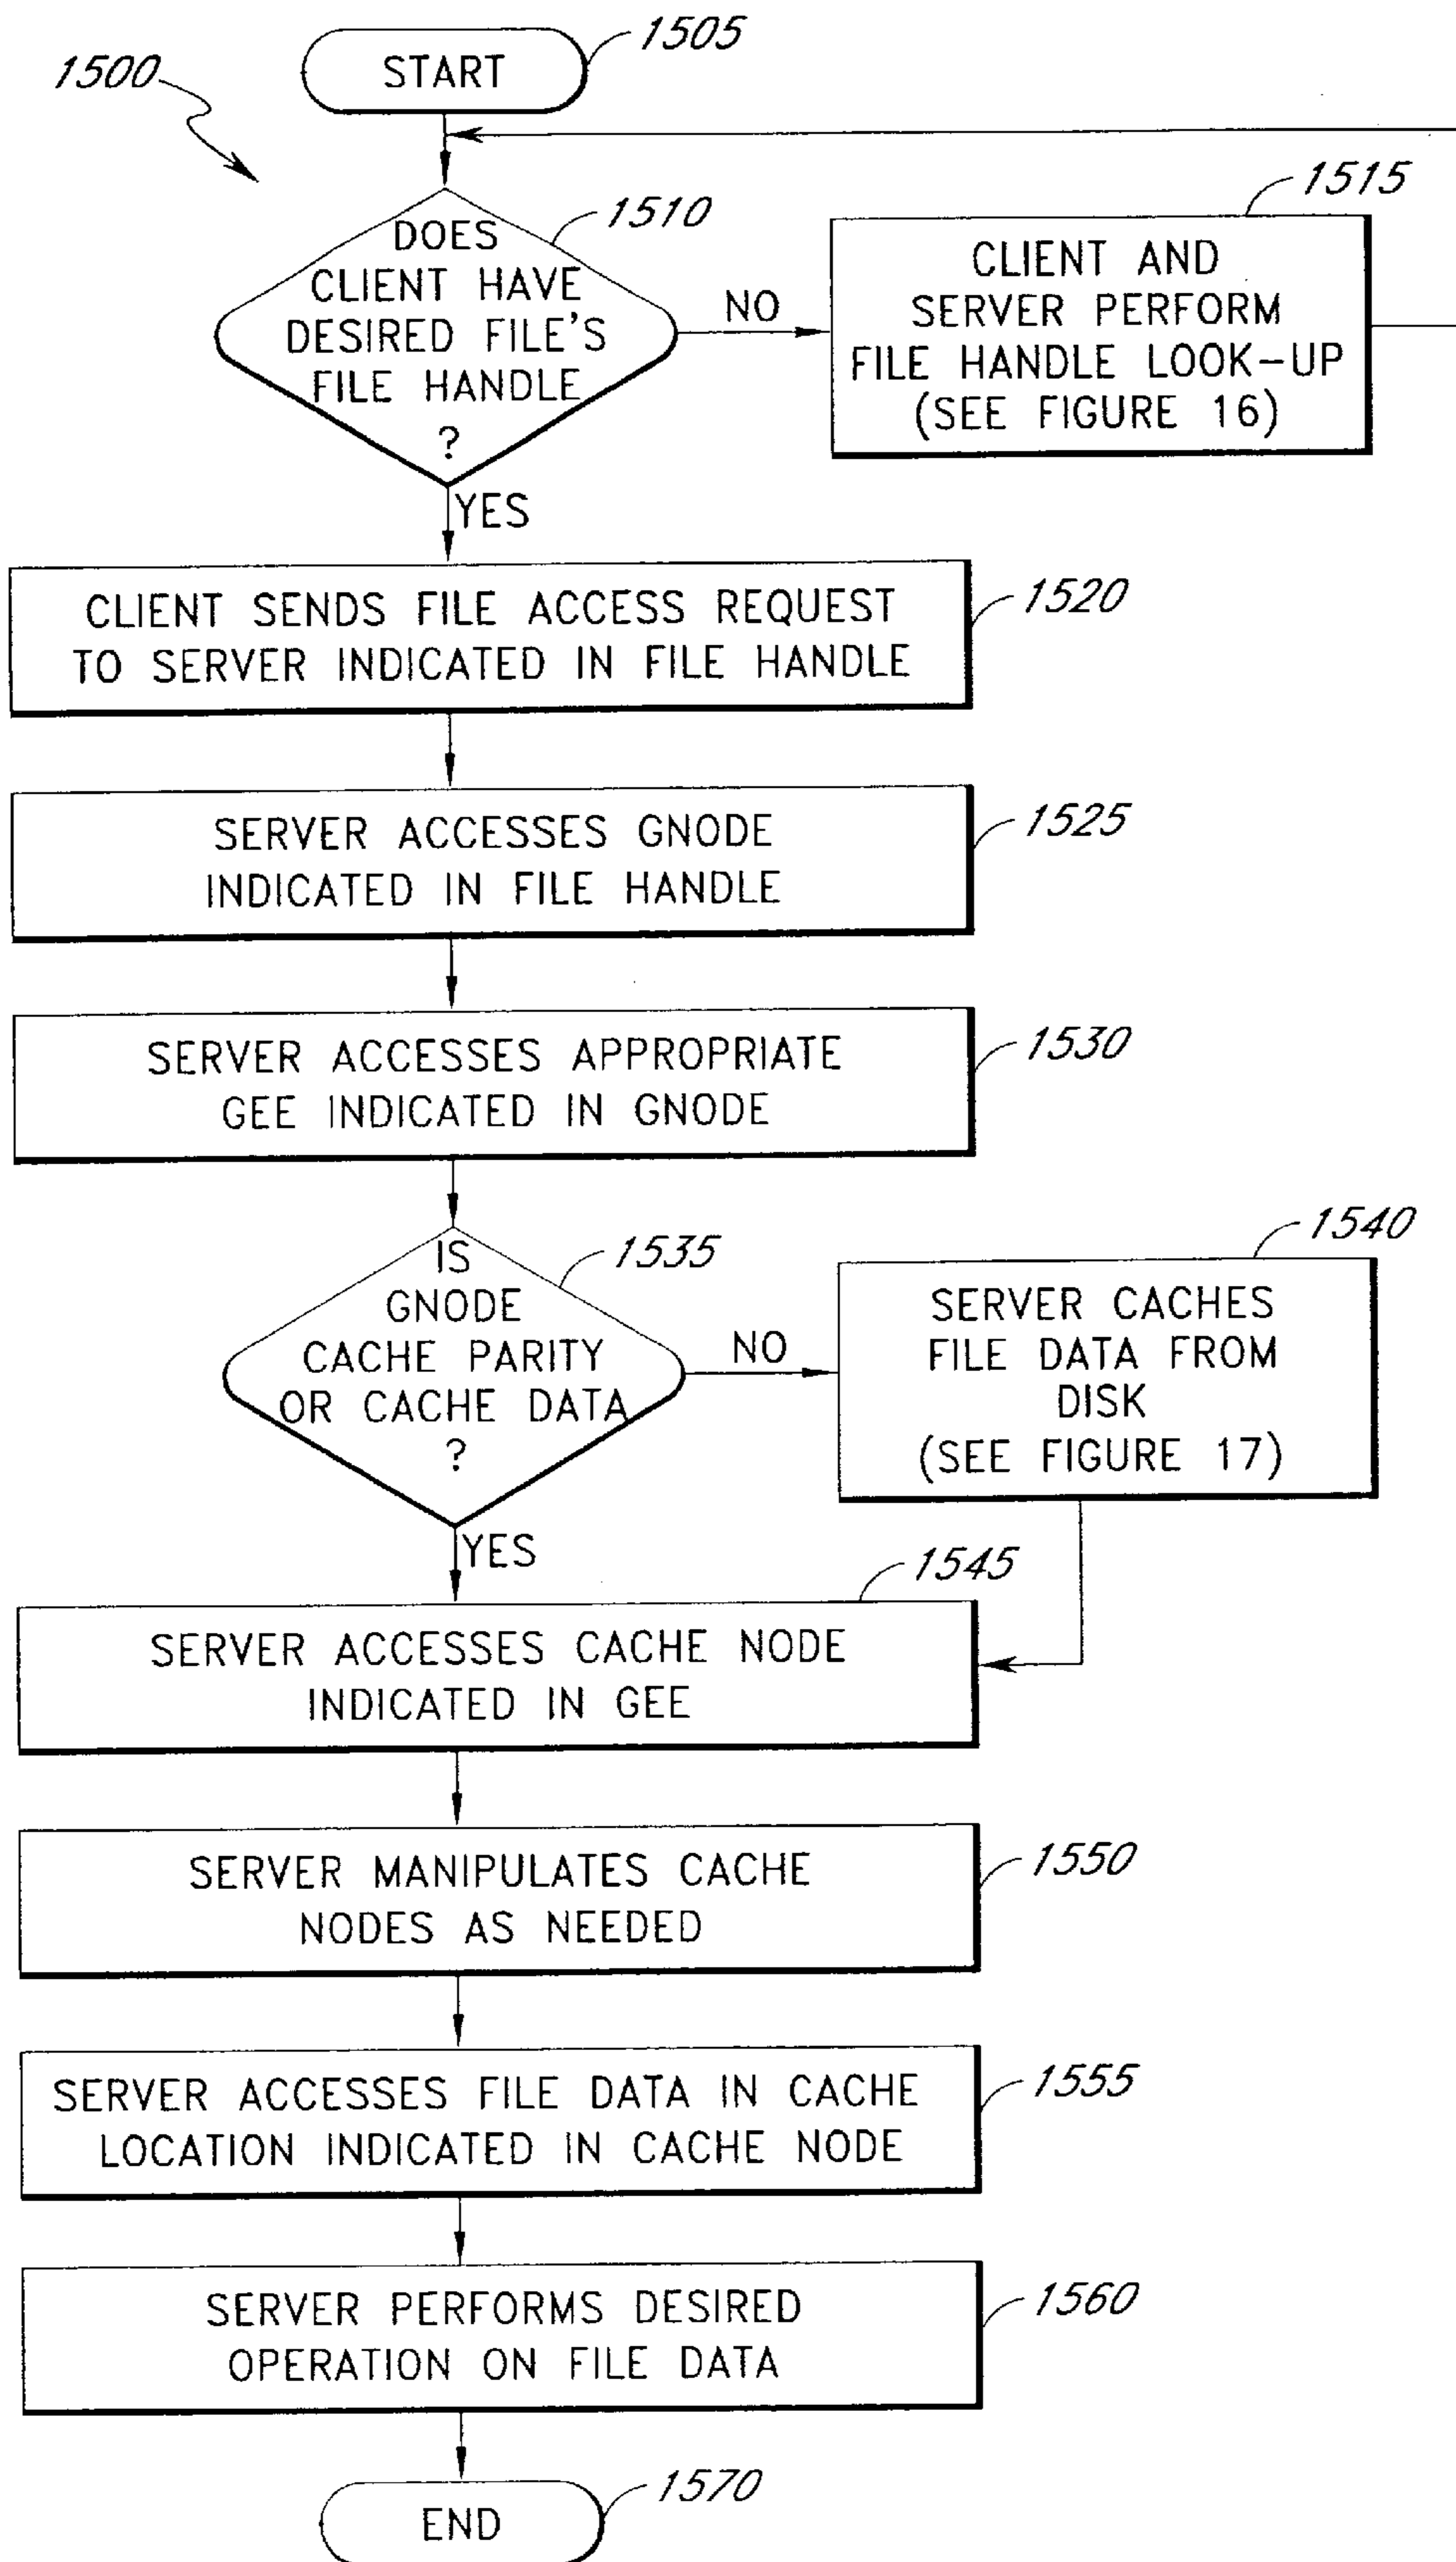 1500
START
1505
DOES
CLIENT HAVE
DESIRED FILE'S
FILE HANDLE
?
1510
NO
CLIENT AND
SERVER PERFORM
FILE HANDLE LOOK-UP
(SEE FIGURE 16)
1515
YES
CLIENT SENDS FILE ACCESS REQUEST
TO SERVER INDICATED IN FILE HANDLE
1520
SERVER ACCESSES GNODE
INDICATED IN FILE HANDLE
1525
SERVER ACCESSES APPROPRIATE
GEE INDICATED IN GNODE
1530
IS
GNODE
CACHE PARITY
OR CACHE DATA
?
1535
NO
SERVER CACHES
FILE DATA FROM
DISK
(SEE FIGURE 17)
1540
YES
SERVER ACCESSES CACHE NODE
INDICATED IN GEE
1545
SERVER MANIPULATES CACHE
NODES AS NEEDED
1550
SERVER ACCESSES FILE DATA IN CACHE
LOCATION INDICATED IN CACHE NODE
1555
SERVER PERFORMS DESIRED
OPERATION ON FILE DATA
1560
END
1570